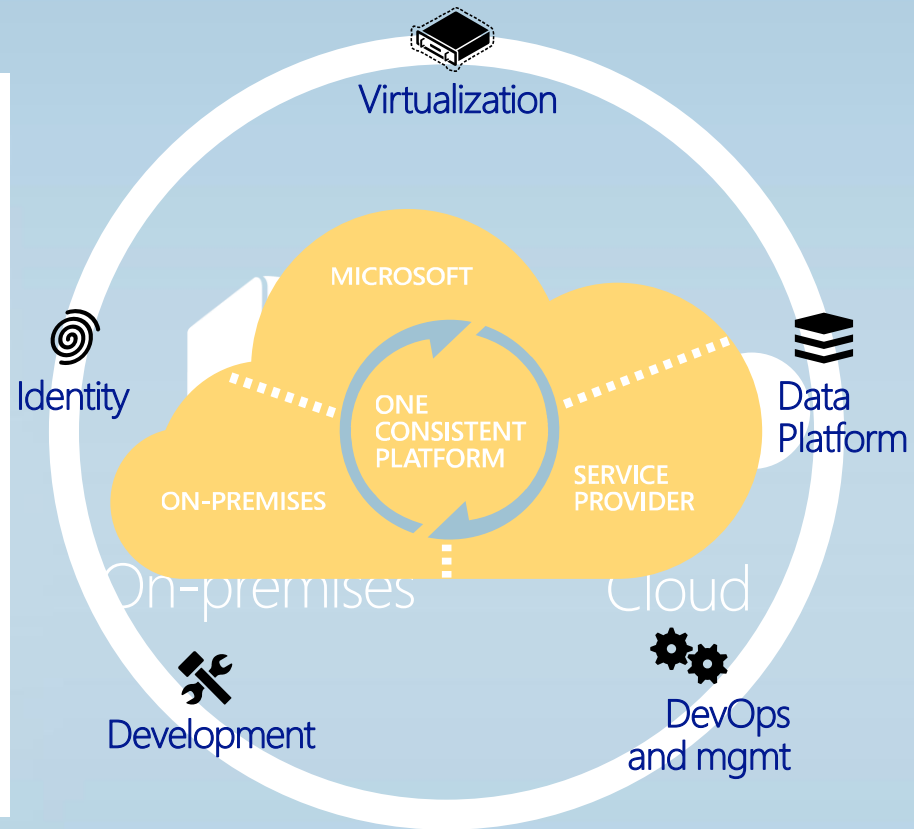 Virtualization
MICROSOFT
Identity
Data
Platform
ONE
CONSISTENT
PLATFORM
ON-PREMISES
SERVICE
PROVIDER
On-premises
Cloud
Development
DevOps
and mgmt